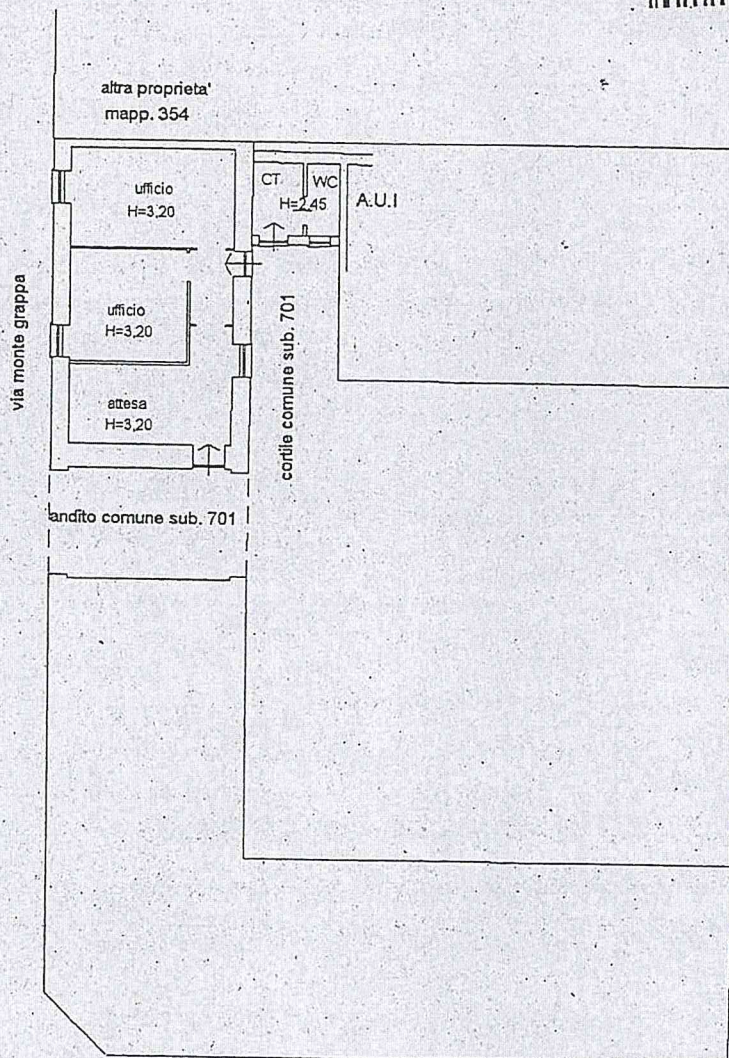 altra proprieta'
mapp. 354
ufficio
H=3,20
CT
WC
H=2,45
A.U.I
ufficio
H=3,20
attesa
H=3,20
via monte grappa
cortile comune sub. 701
andito comune sub. 701